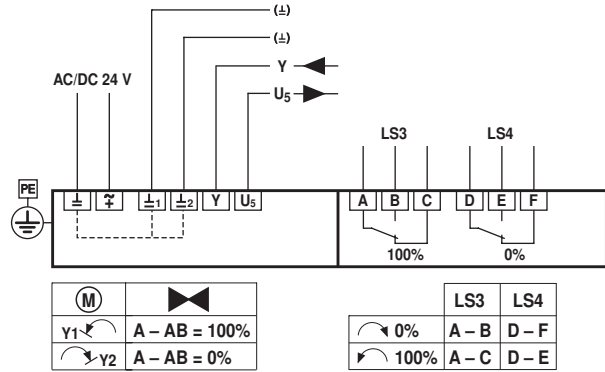 (⊥)
(⊥)
Y
AC/DC 24 V
U5
LS3 LS4
PE
⊥ ~+ ⊥1 ⊥2 Y U5 A B C D E F
100% 0%
M
Y1 A – AB = 100%
Y2 A – AB = 0%
LS3 LS4
0% A – B D – F
100% A – C D – E